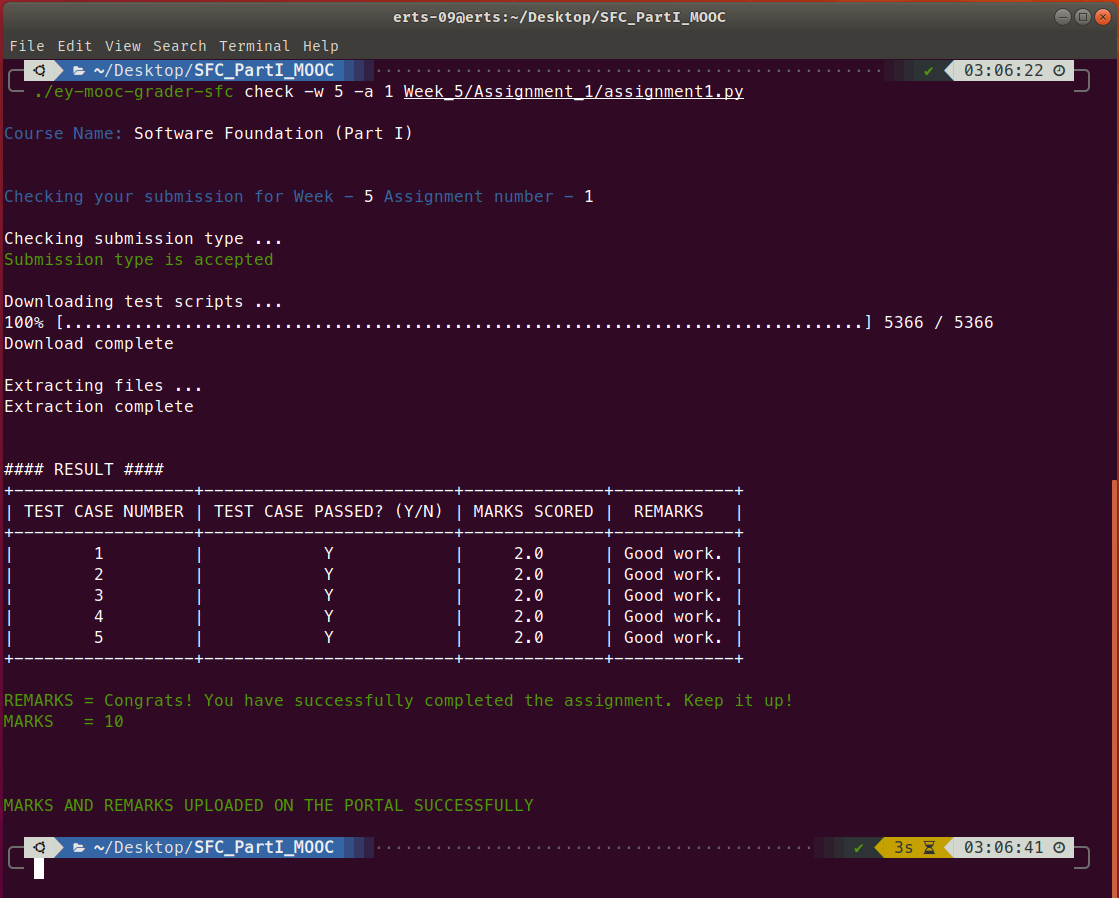 erts-09@erts:~/Desktop/SFC_PartI_MOOC
File Edit View Search Terminal Help
~/Desktop/SFC_PartI_MOOC ✔ 03:06:22
./ey-mooc-grader-sfc check -w 5 -a 1 Week_5/Assignment_1/assignment1.py
Course Name: Software Foundation (Part I)
Checking your submission for Week - 5 Assignment number - 1
Checking submission type ...
Submission type is accepted
Downloading test scripts ...
100% [................................................................................] 5366 / 5366
Download complete
Extracting files ...
Extraction complete
#### RESULT ####
+------------------+-------------------------+--------------+------------+
| TEST CASE NUMBER | TEST CASE PASSED? (Y/N) | MARKS SCORED |  REMARKS   |
+------------------+-------------------------+--------------+------------+
|        1         |            Y            |     2.0      | Good work. |
|        2         |            Y            |     2.0      | Good work. |
|        3         |            Y            |     2.0      | Good work. |
|        4         |            Y            |     2.0      | Good work. |
|        5         |            Y            |     2.0      | Good work. |
+------------------+-------------------------+--------------+------------+
REMARKS = Congrats! You have successfully completed the assignment. Keep it up!
MARKS   = 10
MARKS AND REMARKS UPLOADED ON THE PORTAL SUCCESSFULLY
~/Desktop/SFC_PartI_MOOC ✔ 3s 03:06:41